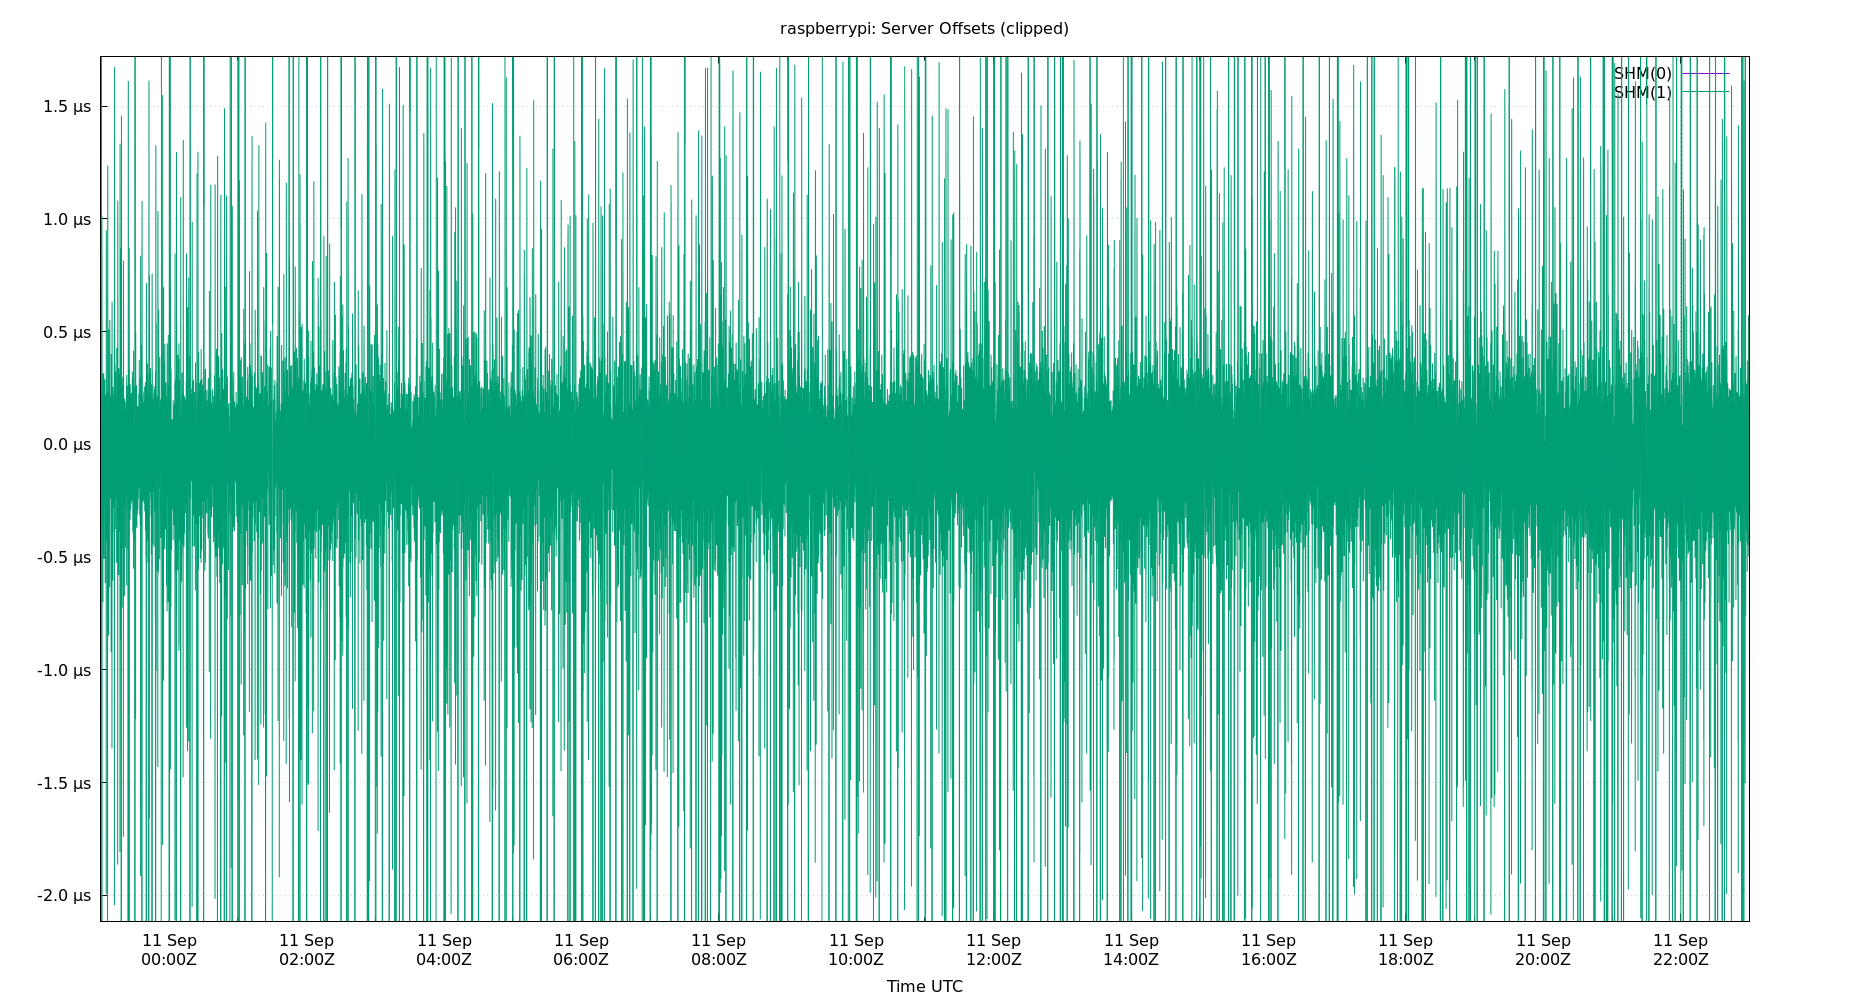 raspberrypi: Server Offsets (clipped)
SHM(0)
SHM(1)
1.5 µs
1.0 µs
0.5 µs
0.0 µs
-0.5 µs
-1.0 µs
-1.5 µs
-2.0 µs
11 Sep 11 Sep 11 Sep 11 Sep 11 Sep 11 Sep 11 Sep 11 Sep 11 Sep 11 Sep 11 Sep 11 Sep
00:00Z 02:00Z 04:00Z 06:00Z 08:00Z 10:00Z 12:00Z 14:00Z 16:00Z 18:00Z 20:00Z 22:00Z
Time UTC